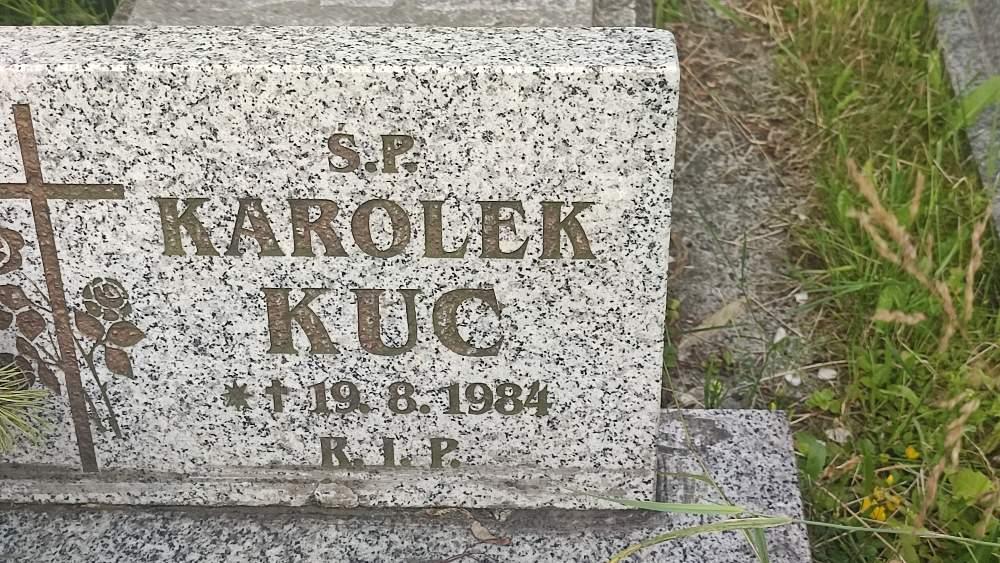 Ś.P.
KAROLEK
KUC
* † 19. 8. 1984
R. I. P.